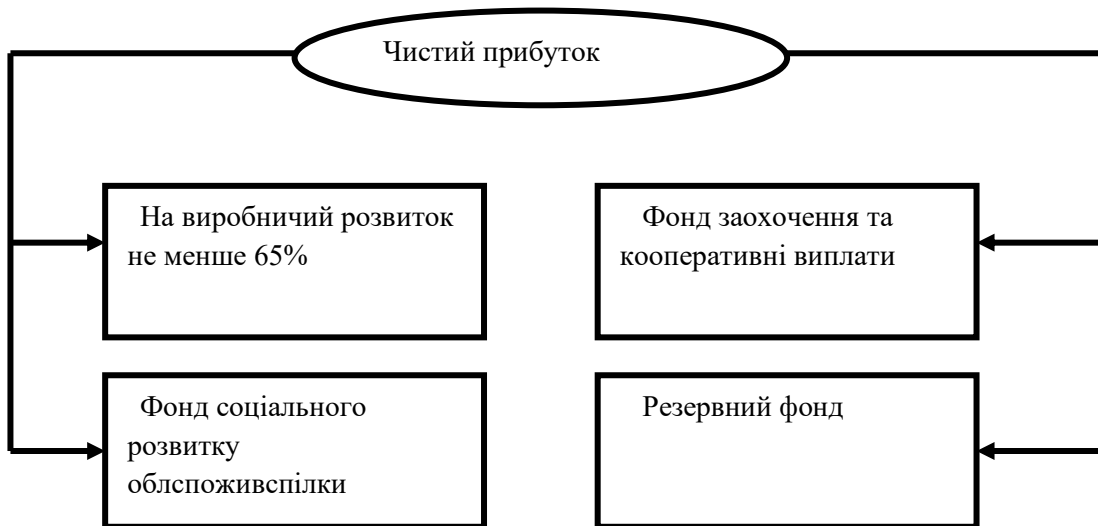 Чистий прибуток
На виробничий розвиток
не менше 65%
Фонд заохочення та
кооперативні виплати
Фонд соціального
розвитку
облспоживспілки
Резервний фонд